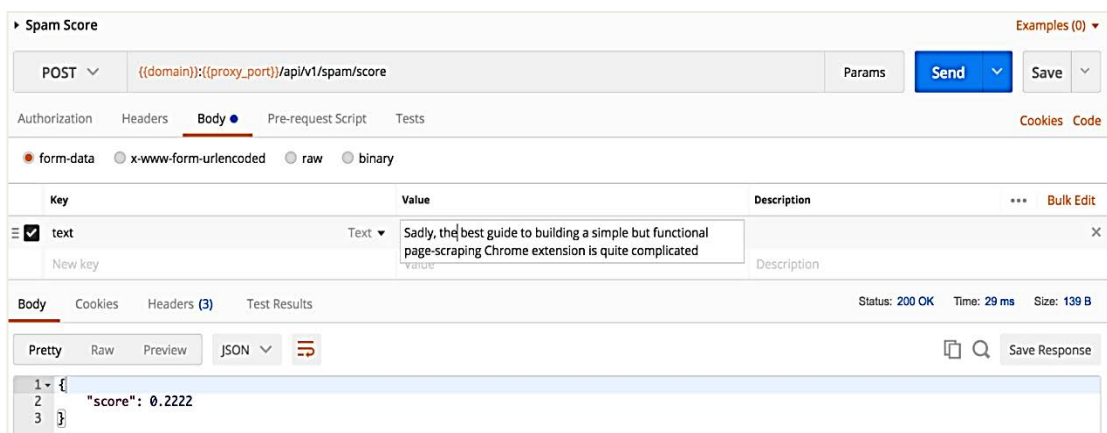 Spam Score Examples (0)
POST {{domain}}:{{proxy_port}}/api/v1/spam/score Params Send Save
Authorization Headers Body Pre-request Script Tests Cookies Code
form-data x-www-form-urlencoded raw binary
Key Value Description ••• Bulk Edit
text Text Sadly, the best guide to building a simple but functional
page-scraping Chrome extension is quite complicated
New key Value Description
Body Cookies Headers (3) Test Results Status: 200 OK Time: 29 ms Size: 139 B
Pretty Raw Preview JSON Save Response
1 {
2 "score": 0.2222
3 }